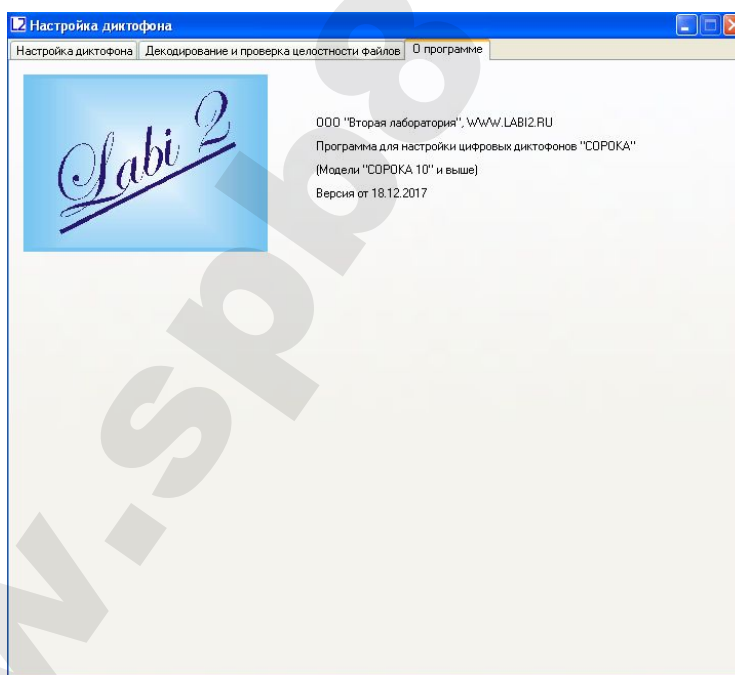 Настройка диктофона
Настройка диктофона Декодирование и проверка целостности файлов О программе
Labi 2
ООО "Вторая лаборатория", WWW.LABI2.RU
Программа для настройки цифровых диктофонов "СОРОКА"
(Модели "СОРОКА 10" и выше)
Версия от 18.12.2017
w.spb8